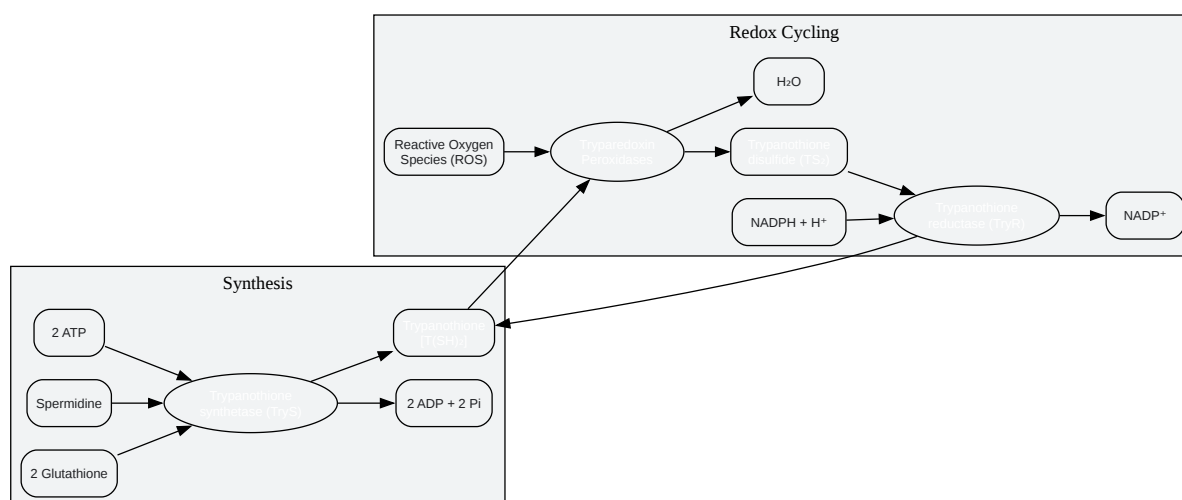 Redox Cycling
H₂O
Reactive Oxygen
Species (ROS)
Tryparedoxin
Peroxidases
Trypanothione
disulfide (TS₂)
NADPH + H⁺
Trypanothione
reductase (TryR)
NADP⁺
Synthesis
2 ATP
Spermidine
2 Glutathione
Trypanothione
synthetase (TryS)
Trypanothione
[T(SH)₂]
2 ADP + 2 Pi